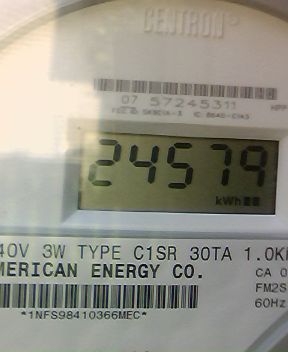 CENTRON®
07 57245311
24579
kWh
40V 3W TYPE C1SR 30TA 1.0K
MERICAN ENERGY CO.
CA 0
FM2S
60Hz
*1NFS98410366MEC*